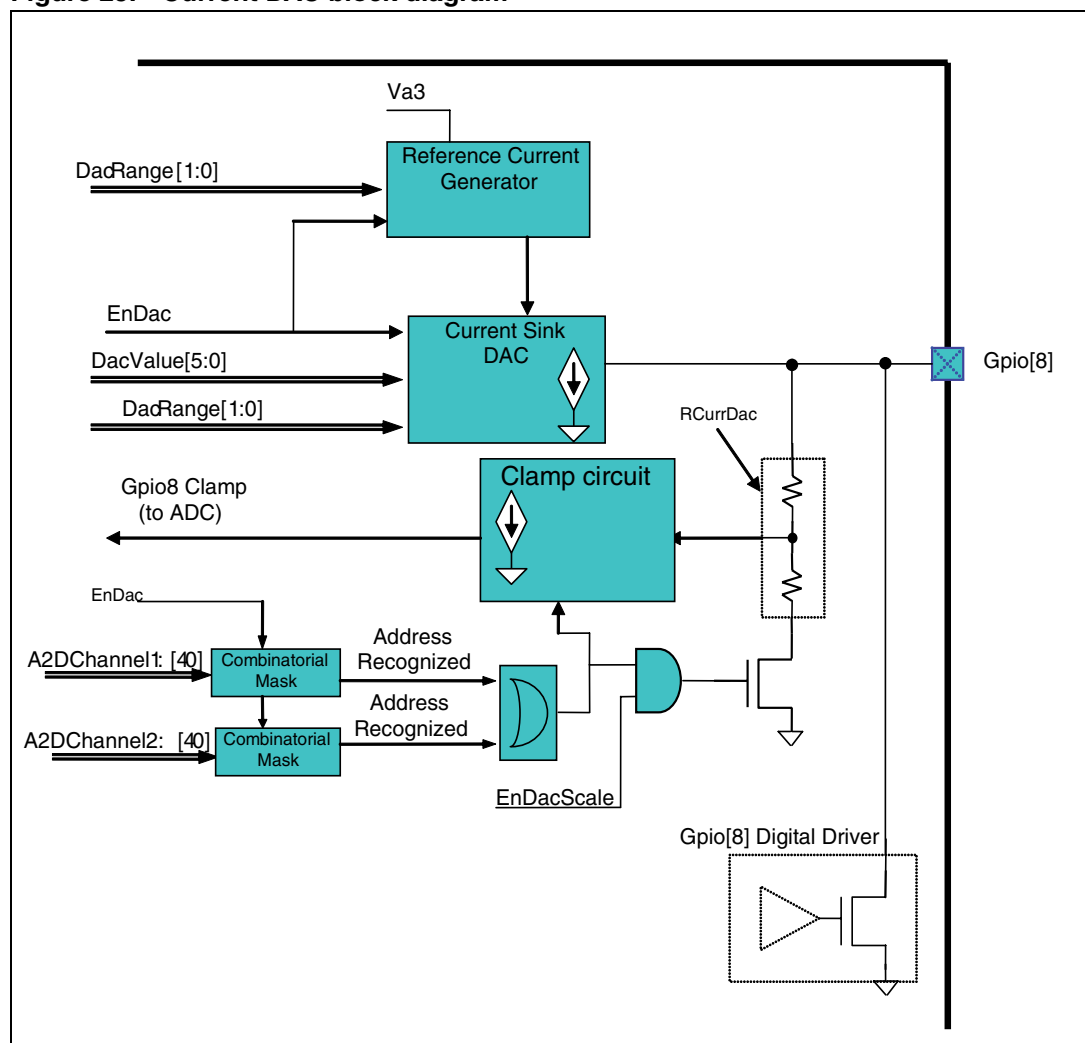 Va3
Reference Current
Generator
DacRange[1:0]
EnDac
Current Sink
DAC
DacValue[5:0]
DacRange[1:0]
Gpio[8]
RCurrDac
Clamp circuit
Gpio8 Clamp
(to ADC)
EnDac
A2DChannel1: [40]
Combinatorial
Mask
Address
Recognized
A2DChannel2: [40]
Combinatorial
Mask
Address
Recognized
EnDacScale
Gpio[8] Digital Driver